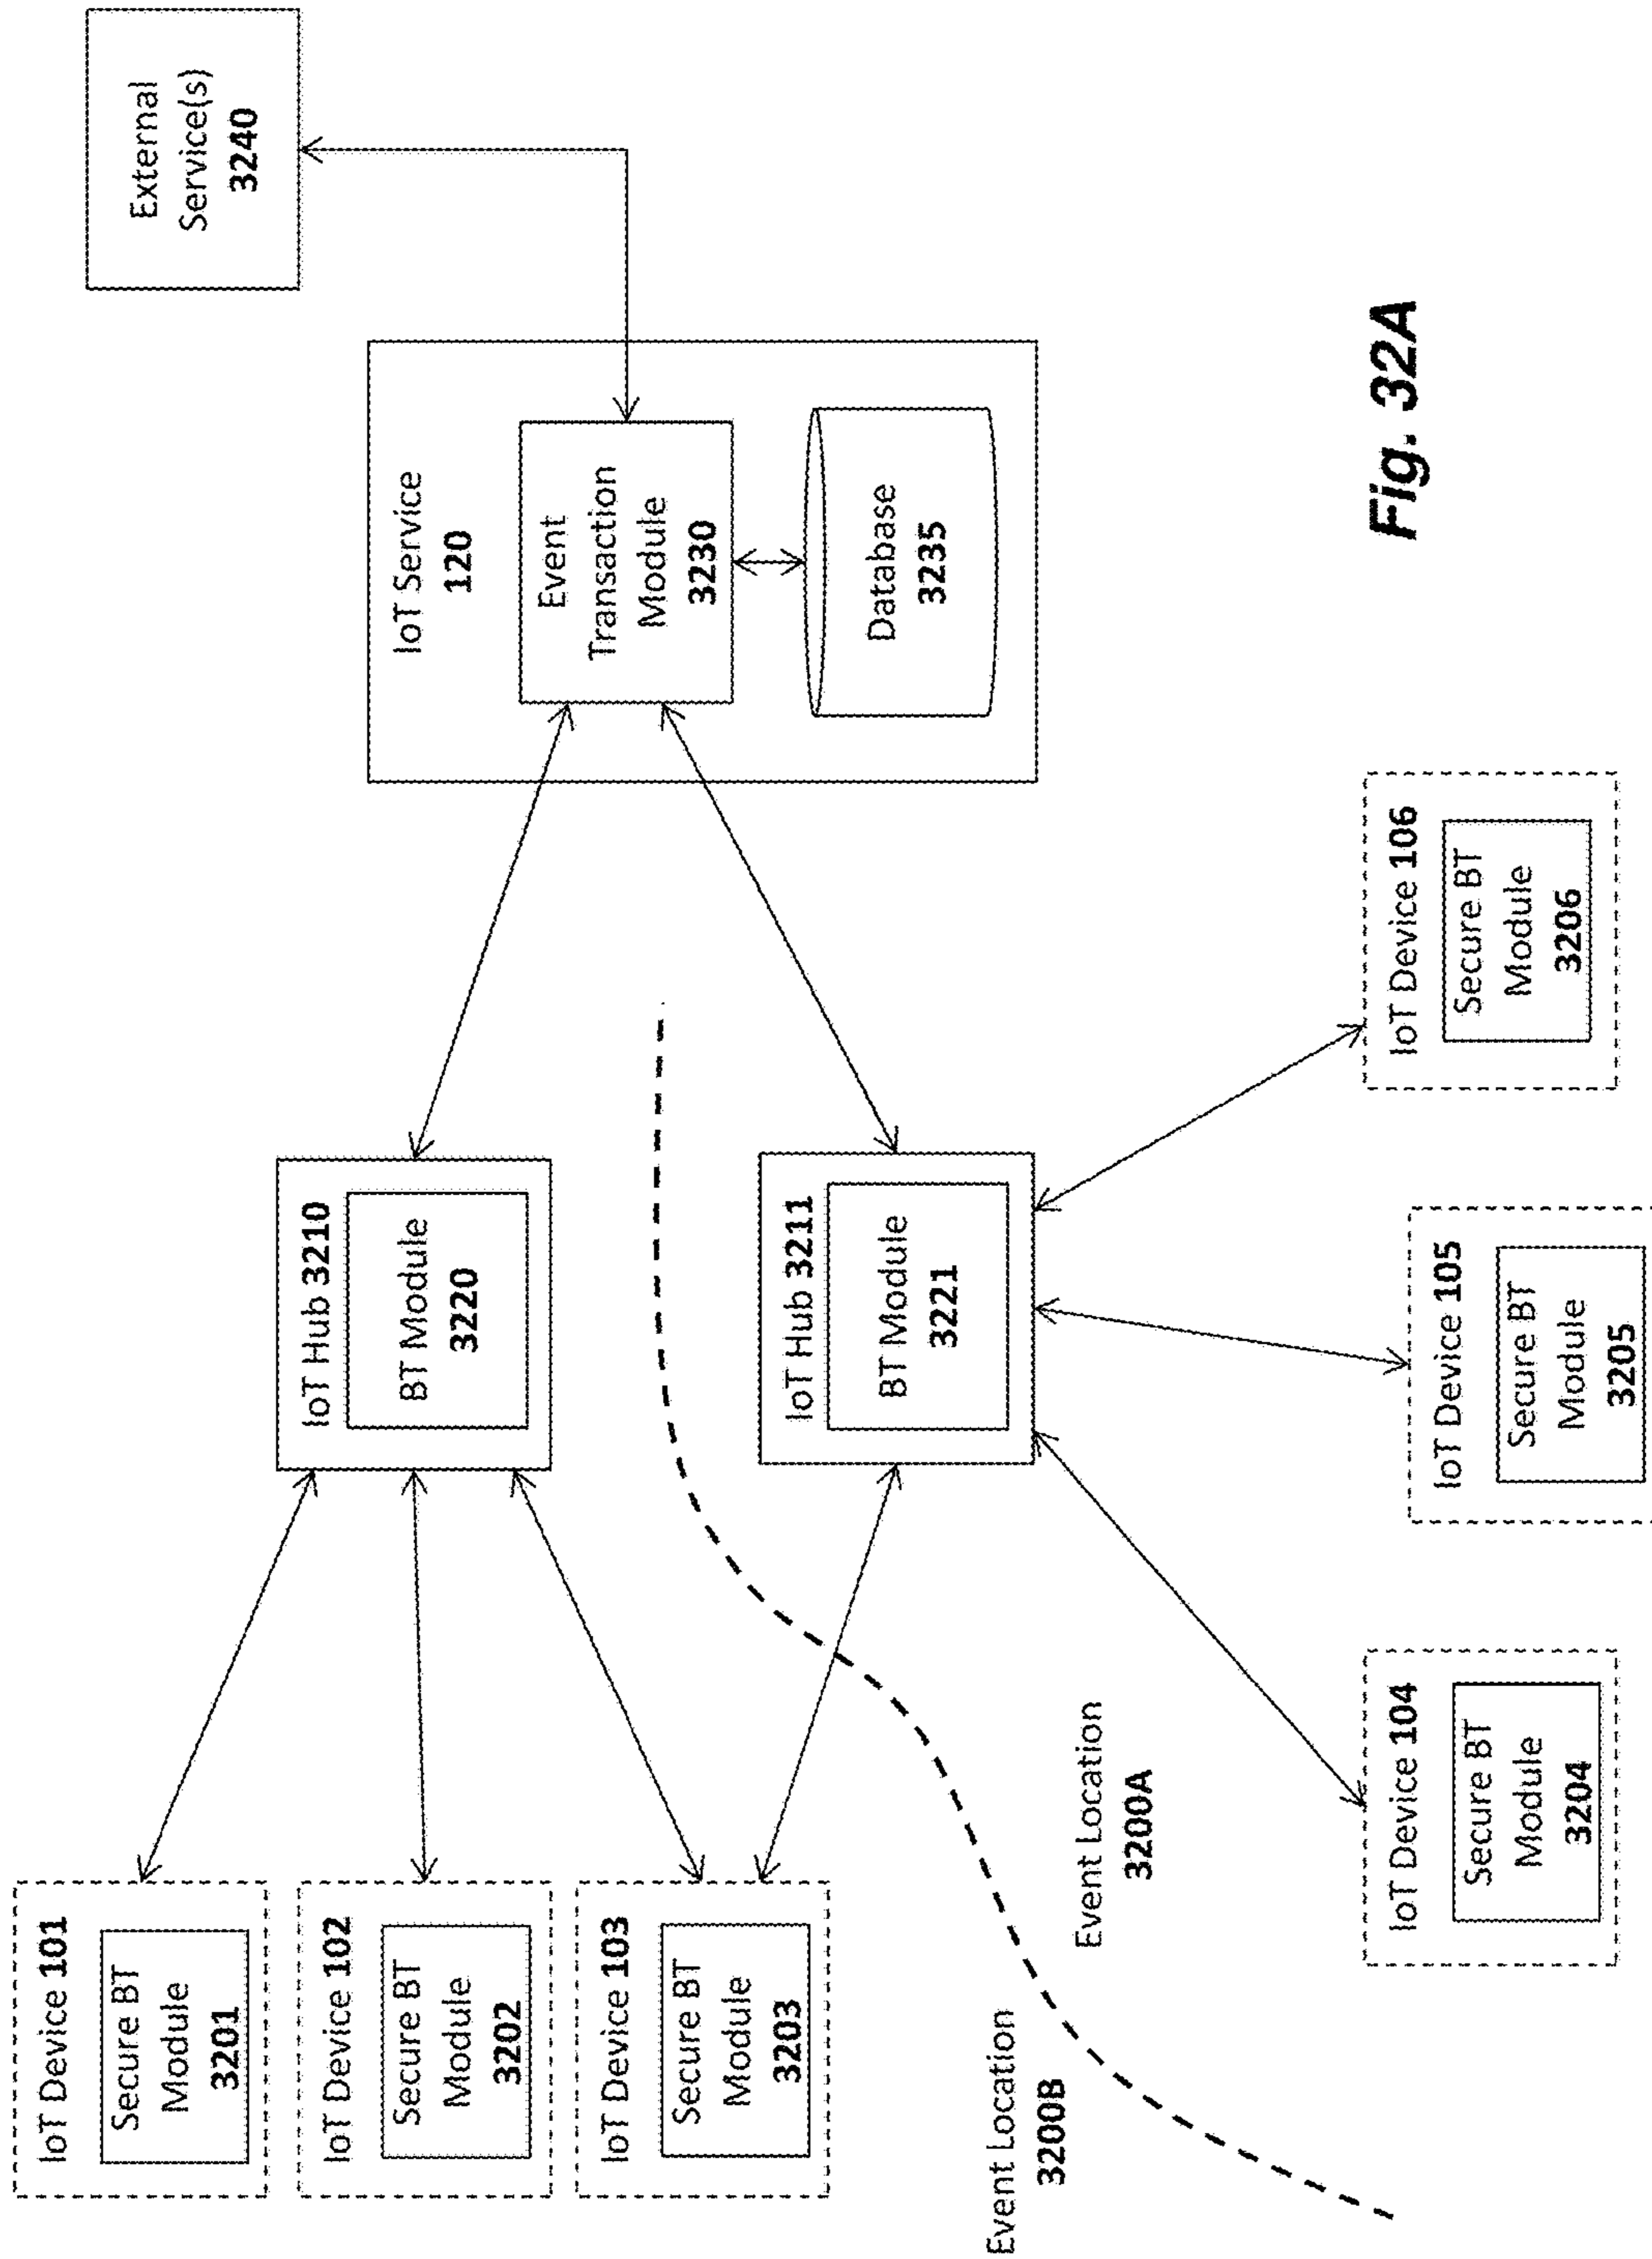 External
Service(s)
3240
IoT Service
120
Event
Transaction
Module
3230
Database
3235
IoT Hub 3210
BT Module
3220
IoT Hub 3211
BT Module
3221
IoT Device 101
Secure BT
Module
3201
IoT Device 102
Secure BT
Module
3202
IoT Device 103
Secure BT
Module
3203
Event Location
3200B
Event Location
3200A
IoT Device 104
Secure BT
Module
3204
IoT Device 105
Secure BT
Module
3205
IoT Device 106
Secure BT
Module
3206
Fig. 32A